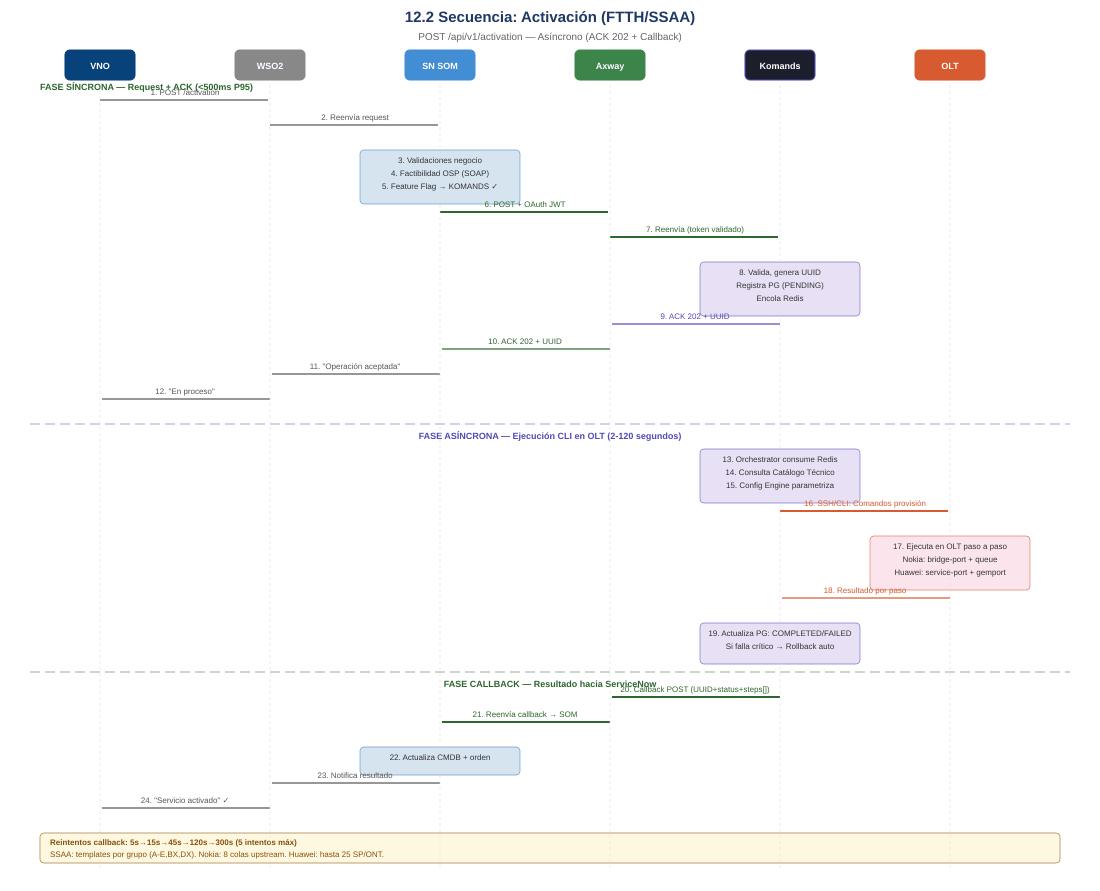 12.2 Secuencia: Activación (FTTH/SSAA)
POST /api/v1/activation — Asíncrono (ACK 202 + Callback)
VNO
WSO2
SN SOM
Axway
Komands
OLT
FASE SÍNCRONA — Request + ACK (<500ms P95)
1. POST /activation
2. Reenvía request
3. Validaciones negocio
4. Factibilidad OSP (SOAP)
5. Feature Flag → KOMANDS ✓
6. POST + OAuth JWT
7. Reenvía (token validado)
8. Valida, genera UUID
Registra PG (PENDING)
Encola Redis
9. ACK 202 + UUID
10. ACK 202 + UUID
11. "Operación aceptada"
12. "En proceso"
FASE ASÍNCRONA — Ejecución CLI en OLT (2-120 segundos)
13. Orchestrator consume Redis
14. Consulta Catálogo Técnico
15. Config Engine parametriza
16. SSH/CLI: Comandos provisión
17. Ejecuta en OLT paso a paso
Nokia: bridge-port + queue
Huawei: service-port + gemport
18. Resultado por paso
19. Actualiza PG: COMPLETED/FAILED
Si falla crítico → Rollback auto
FASE CALLBACK — Resultado hacia ServiceNow
20. Callback POST (UUID+status+steps[])
21. Reenvía callback → SOM
22. Actualiza CMDB + orden
23. Notifica resultado
24. "Servicio activado" ✓
Reintentos callback: 5s→15s→45s→120s→300s (5 intentos máx)
SSAA: templates por grupo (A-E,BX,DX). Nokia: 8 colas upstream. Huawei: hasta 25 SP/ONT.